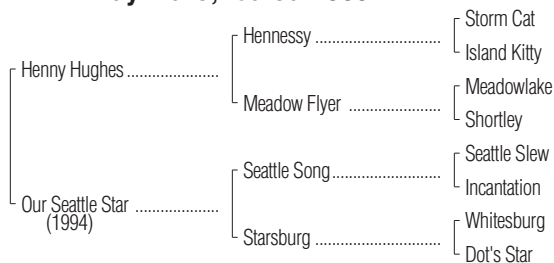 Storm Cat
Hennessy
Island Kitty
Henny Hughes
Meadowlake
Meadow Flyer
Shortley
Seattle Slew
Seattle Song
Incantation
Our Seattle Star
(1994)
Whitesburg
Starsburg
Dot's Star